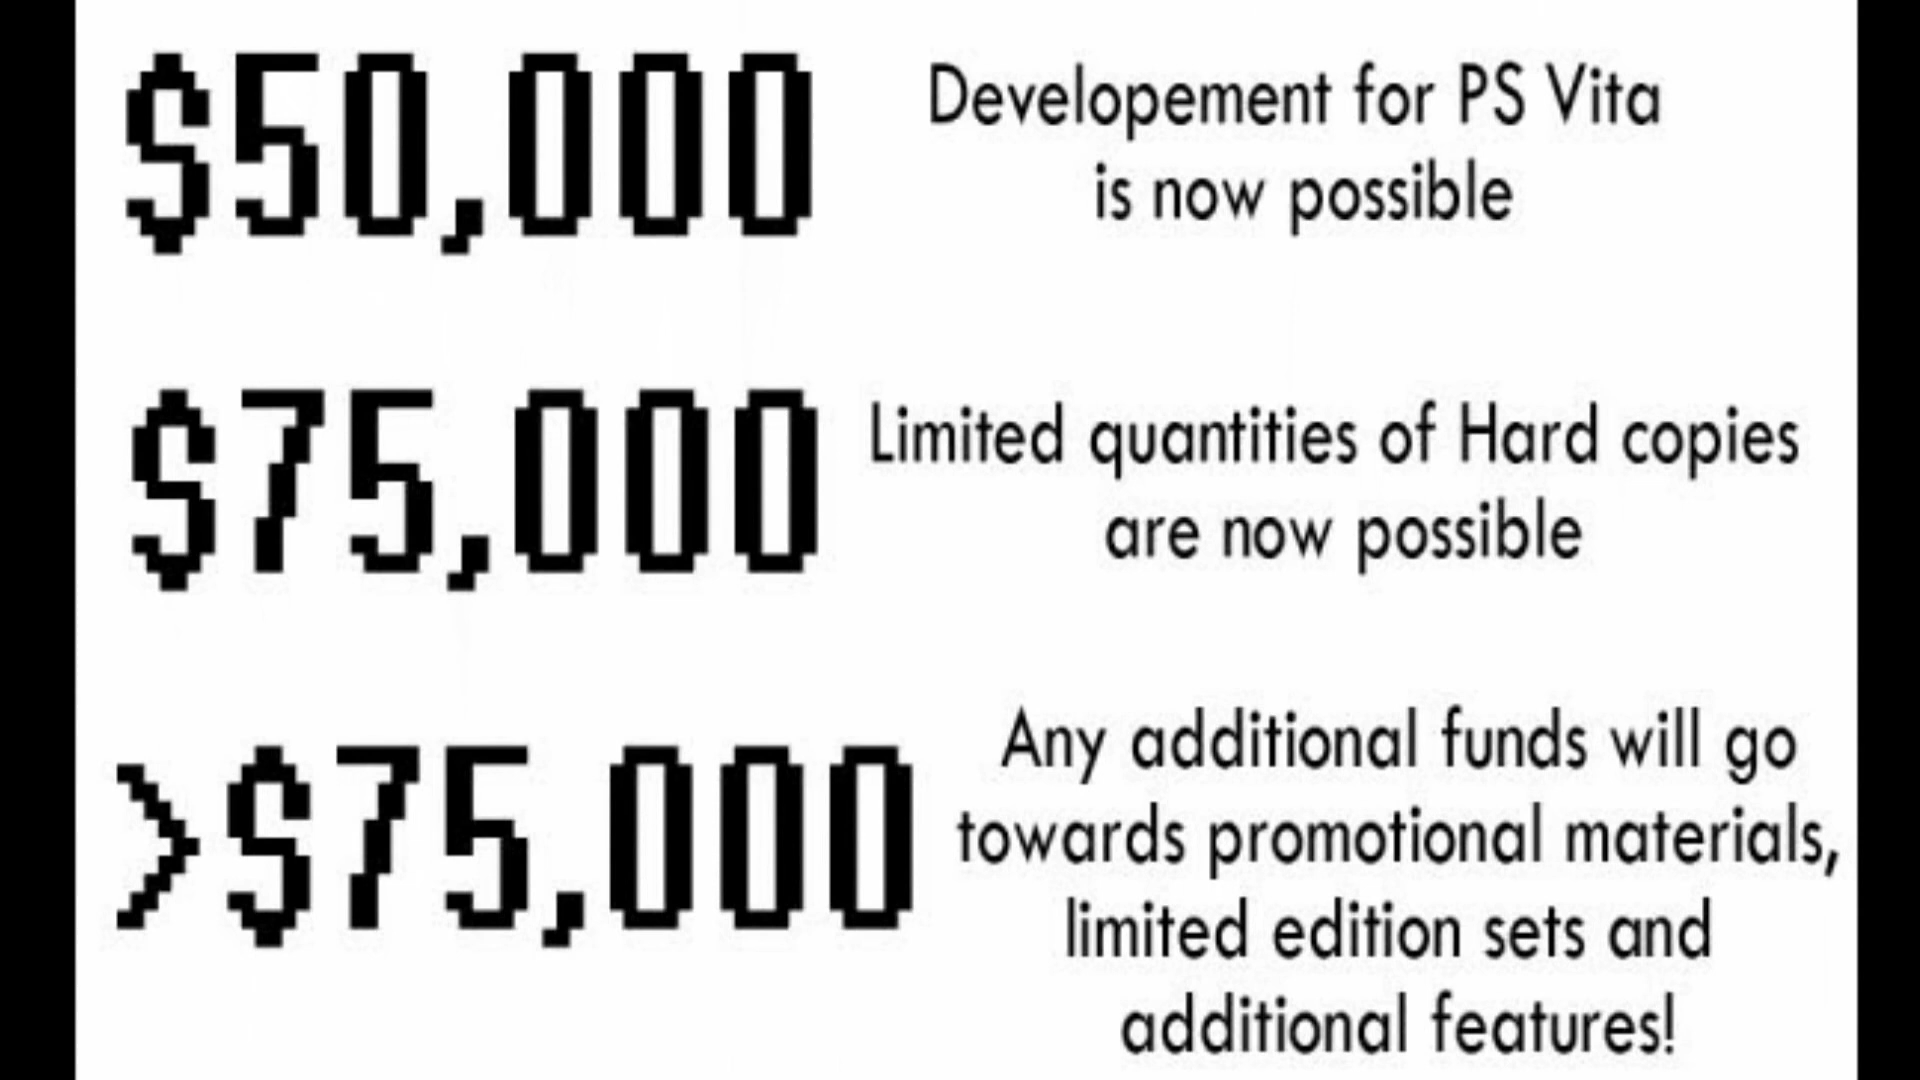 $50,000
Developement for PS Vita
is now possible
$75,000
Limited quantities of Hard copies
are now possible
>$75,000
Any additional funds will go
towards promotional materials,
limited edition sets and
additional features!